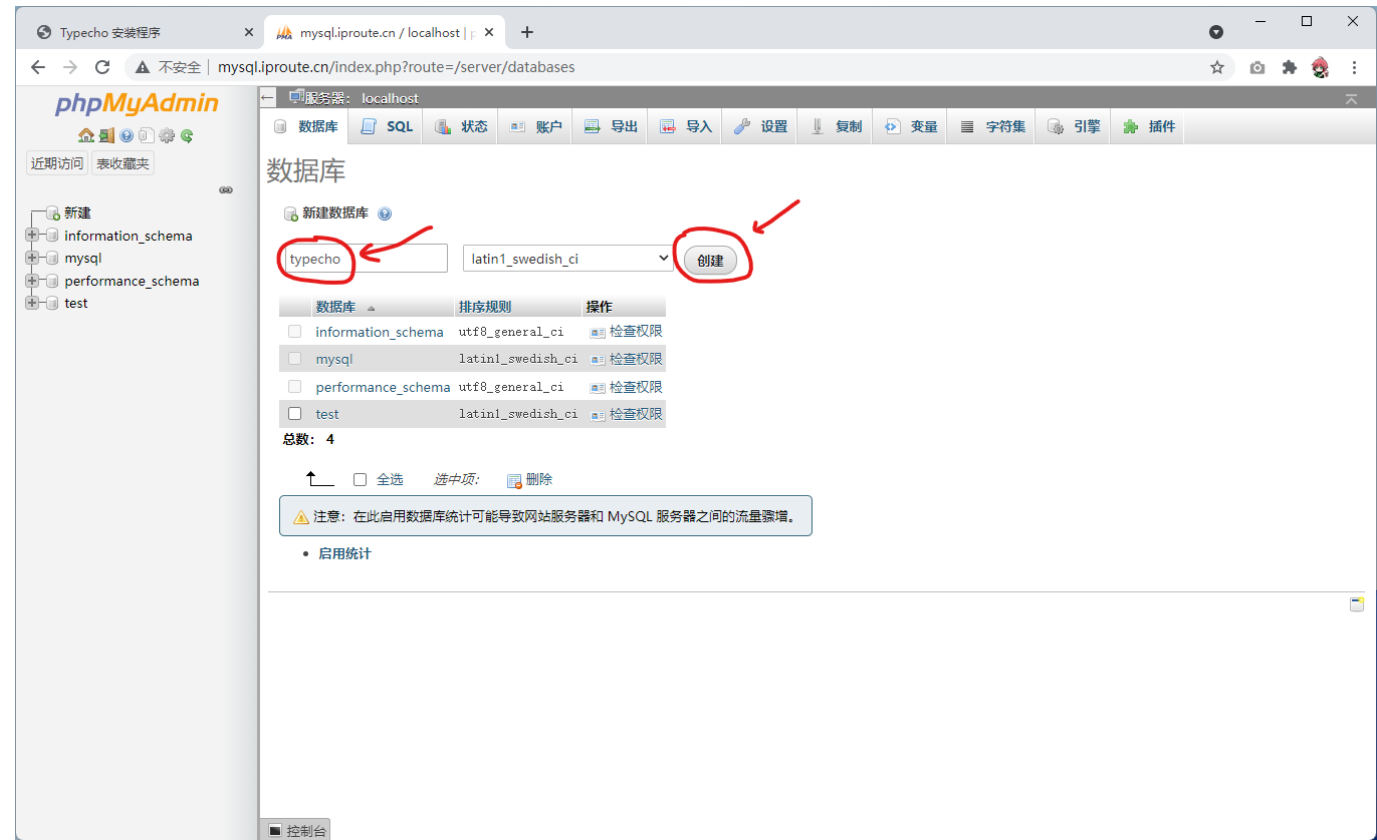 Typecho 安装程序
mysql.iproute.cn / localhost | p
不安全 | mysql.iproute.cn/index.php?route=/server/databases
phpMyAdmin
近期访问 表收藏夹
新建
information_schema
mysql
performance_schema
test
服务器: localhost
数据库 SQL 状态 账户 导出 导入 设置 复制 变量 字符集 引擎 插件
数据库
新建数据库
typecho latin1_swedish_ci 创建
数据库 排序规则 操作
information_schema utf8_general_ci 检查权限
mysql latin1_swedish_ci 检查权限
performance_schema utf8_general_ci 检查权限
test latin1_swedish_ci 检查权限
总数: 4
全选 选中项: 删除
注意: 在此启用数据库统计可能导致网站服务器和 MySQL 服务器之间的流量骤增。
启用统计
控制台